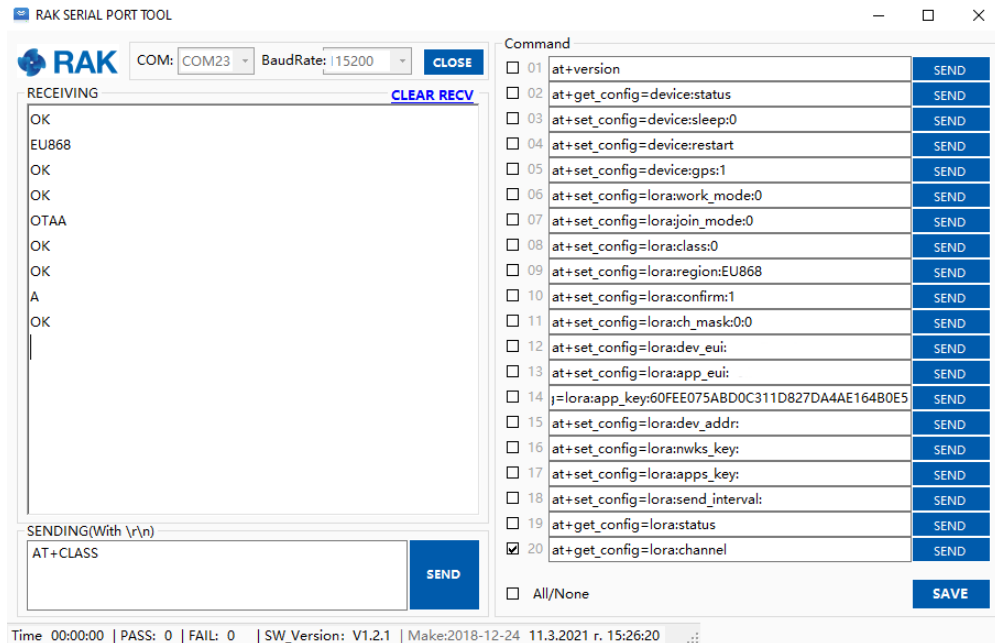 RAK SERIAL PORT TOOL
RAK
COM: COM23 BaudRate: 115200 CLOSE
RECEIVING CLEAR RECV
OK
EU868
OK
OK
OTAA
OK
OK
A
OK
SENDING(With \r\n)
AT+CLASS
SEND
Command
01 at+version SEND
02 at+get_config=device:status SEND
03 at+set_config=device:sleep:0 SEND
04 at+set_config=device:restart SEND
05 at+set_config=device:gps:1 SEND
06 at+set_config=lora:work_mode:0 SEND
07 at+set_config=lora:join_mode:0 SEND
08 at+set_config=lora:class:0 SEND
09 at+set_config=lora:region:EU868 SEND
10 at+set_config=lora:confirm:1 SEND
11 at+set_config=lora:ch_mask:0:0 SEND
12 at+set_config=lora:dev_eui: SEND
13 at+set_config=lora:app_eui: SEND
14 =lora:app_key:60FEE075ABD0C311D827DA4AE164B0E5 SEND
15 at+set_config=lora:dev_addr: SEND
16 at+set_config=lora:nwks_key: SEND
17 at+set_config=lora:apps_key: SEND
18 at+set_config=lora:send_interval: SEND
19 at+get_config=lora:status SEND
20 at+get_config=lora:channel SEND
All/None SAVE
Time 00:00:00 | PASS: 0 | FAIL: 0 | SW_Version: V1.2.1 | Make:2018-12-24 11.3.2021 г. 15:26:20